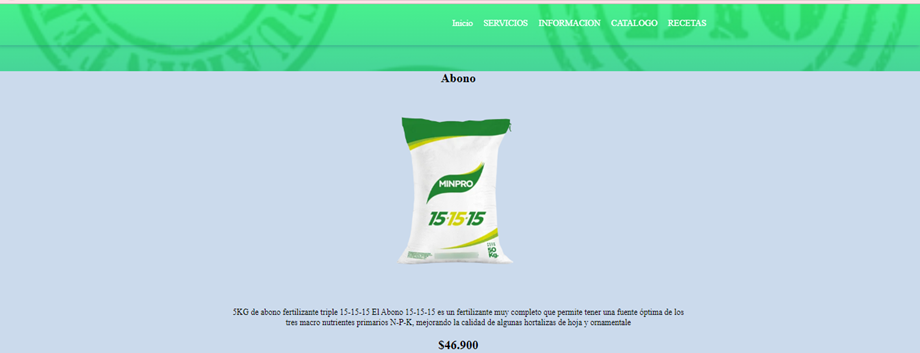 Inicio SERVICIOS INFORMACION CATALOGO RECETAS
Abono
MINPRO
15-15-15
50
KG
5KG de abono fertilizante triple 15-15-15 El Abono 15-15-15 es un fertilizante muy completo que permite tener una fuente óptima de los
tres macro nutrientes primarios N-P-K, mejorando la calidad de algunas hortalizas de hoja y ornamentale
$46.900